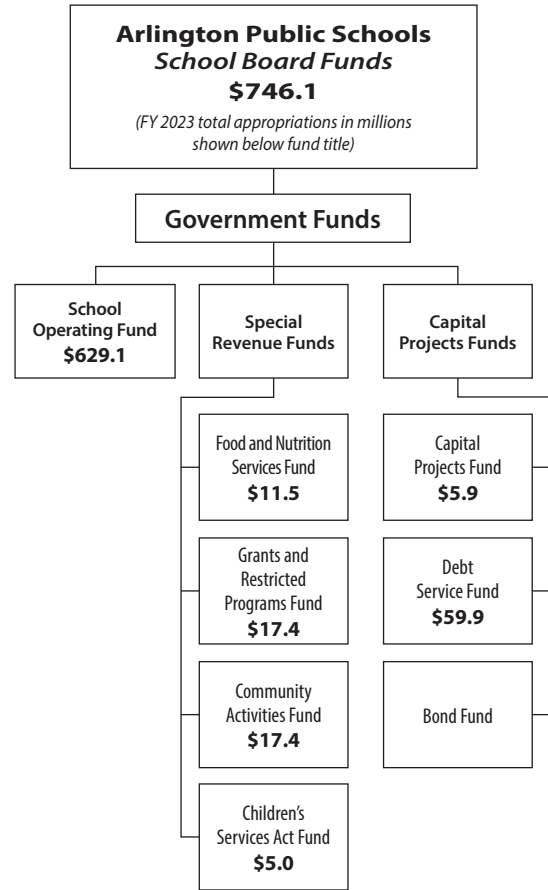 Arlington Public Schools
School Board Funds
$746.1
(FY 2023 total appropriations in millions
shown below fund title)
Government Funds
School
Operating Fund
$629.1
Special
Revenue Funds
Capital
Projects Funds
Food and Nutrition
Services Fund
$11.5
Grants and
Restricted
Programs Fund
$17.4
Community
Activities Fund
$17.4
Children's
Services Act Fund
$5.0
Capital
Projects Fund
$5.9
Debt
Service Fund
$59.9
Bond Fund